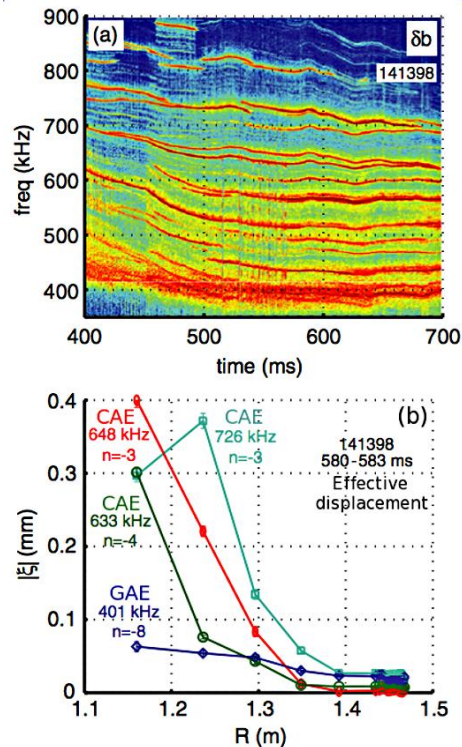 (a)
δb
141398
900
800
700
600
500
400
freq (kHz)
400
500
600
700
time (ms)
(b)
CAE
648 kHz
n=-3
CAE
726 kHz
n=-3
t41398
580-583 ms
Effective
displacement
CAE
633 kHz
n=-4
GAE
401 kHz
n=-8
0.4
0.3
0.2
0.1
0
|ξ| (mm)
1.1
1.2
1.3
1.4
1.5
R (m)